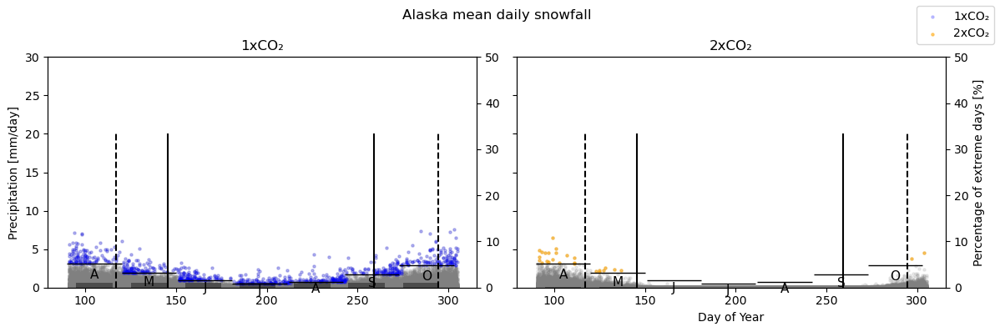 Alaska mean daily snowfall
1xCO₂
2xCO₂
1xCO₂
2xCO₂
Precipitation [mm/day]
30
25
20
15
10
5
0
50
40
30
20
10
0
A
M
J
J
A
S
O
100
150
200
250
300
50
40
30
20
10
0
Percentage of extreme days [%]
A
M
J
J
A
S
O
100
150
200
250
300
Day of Year